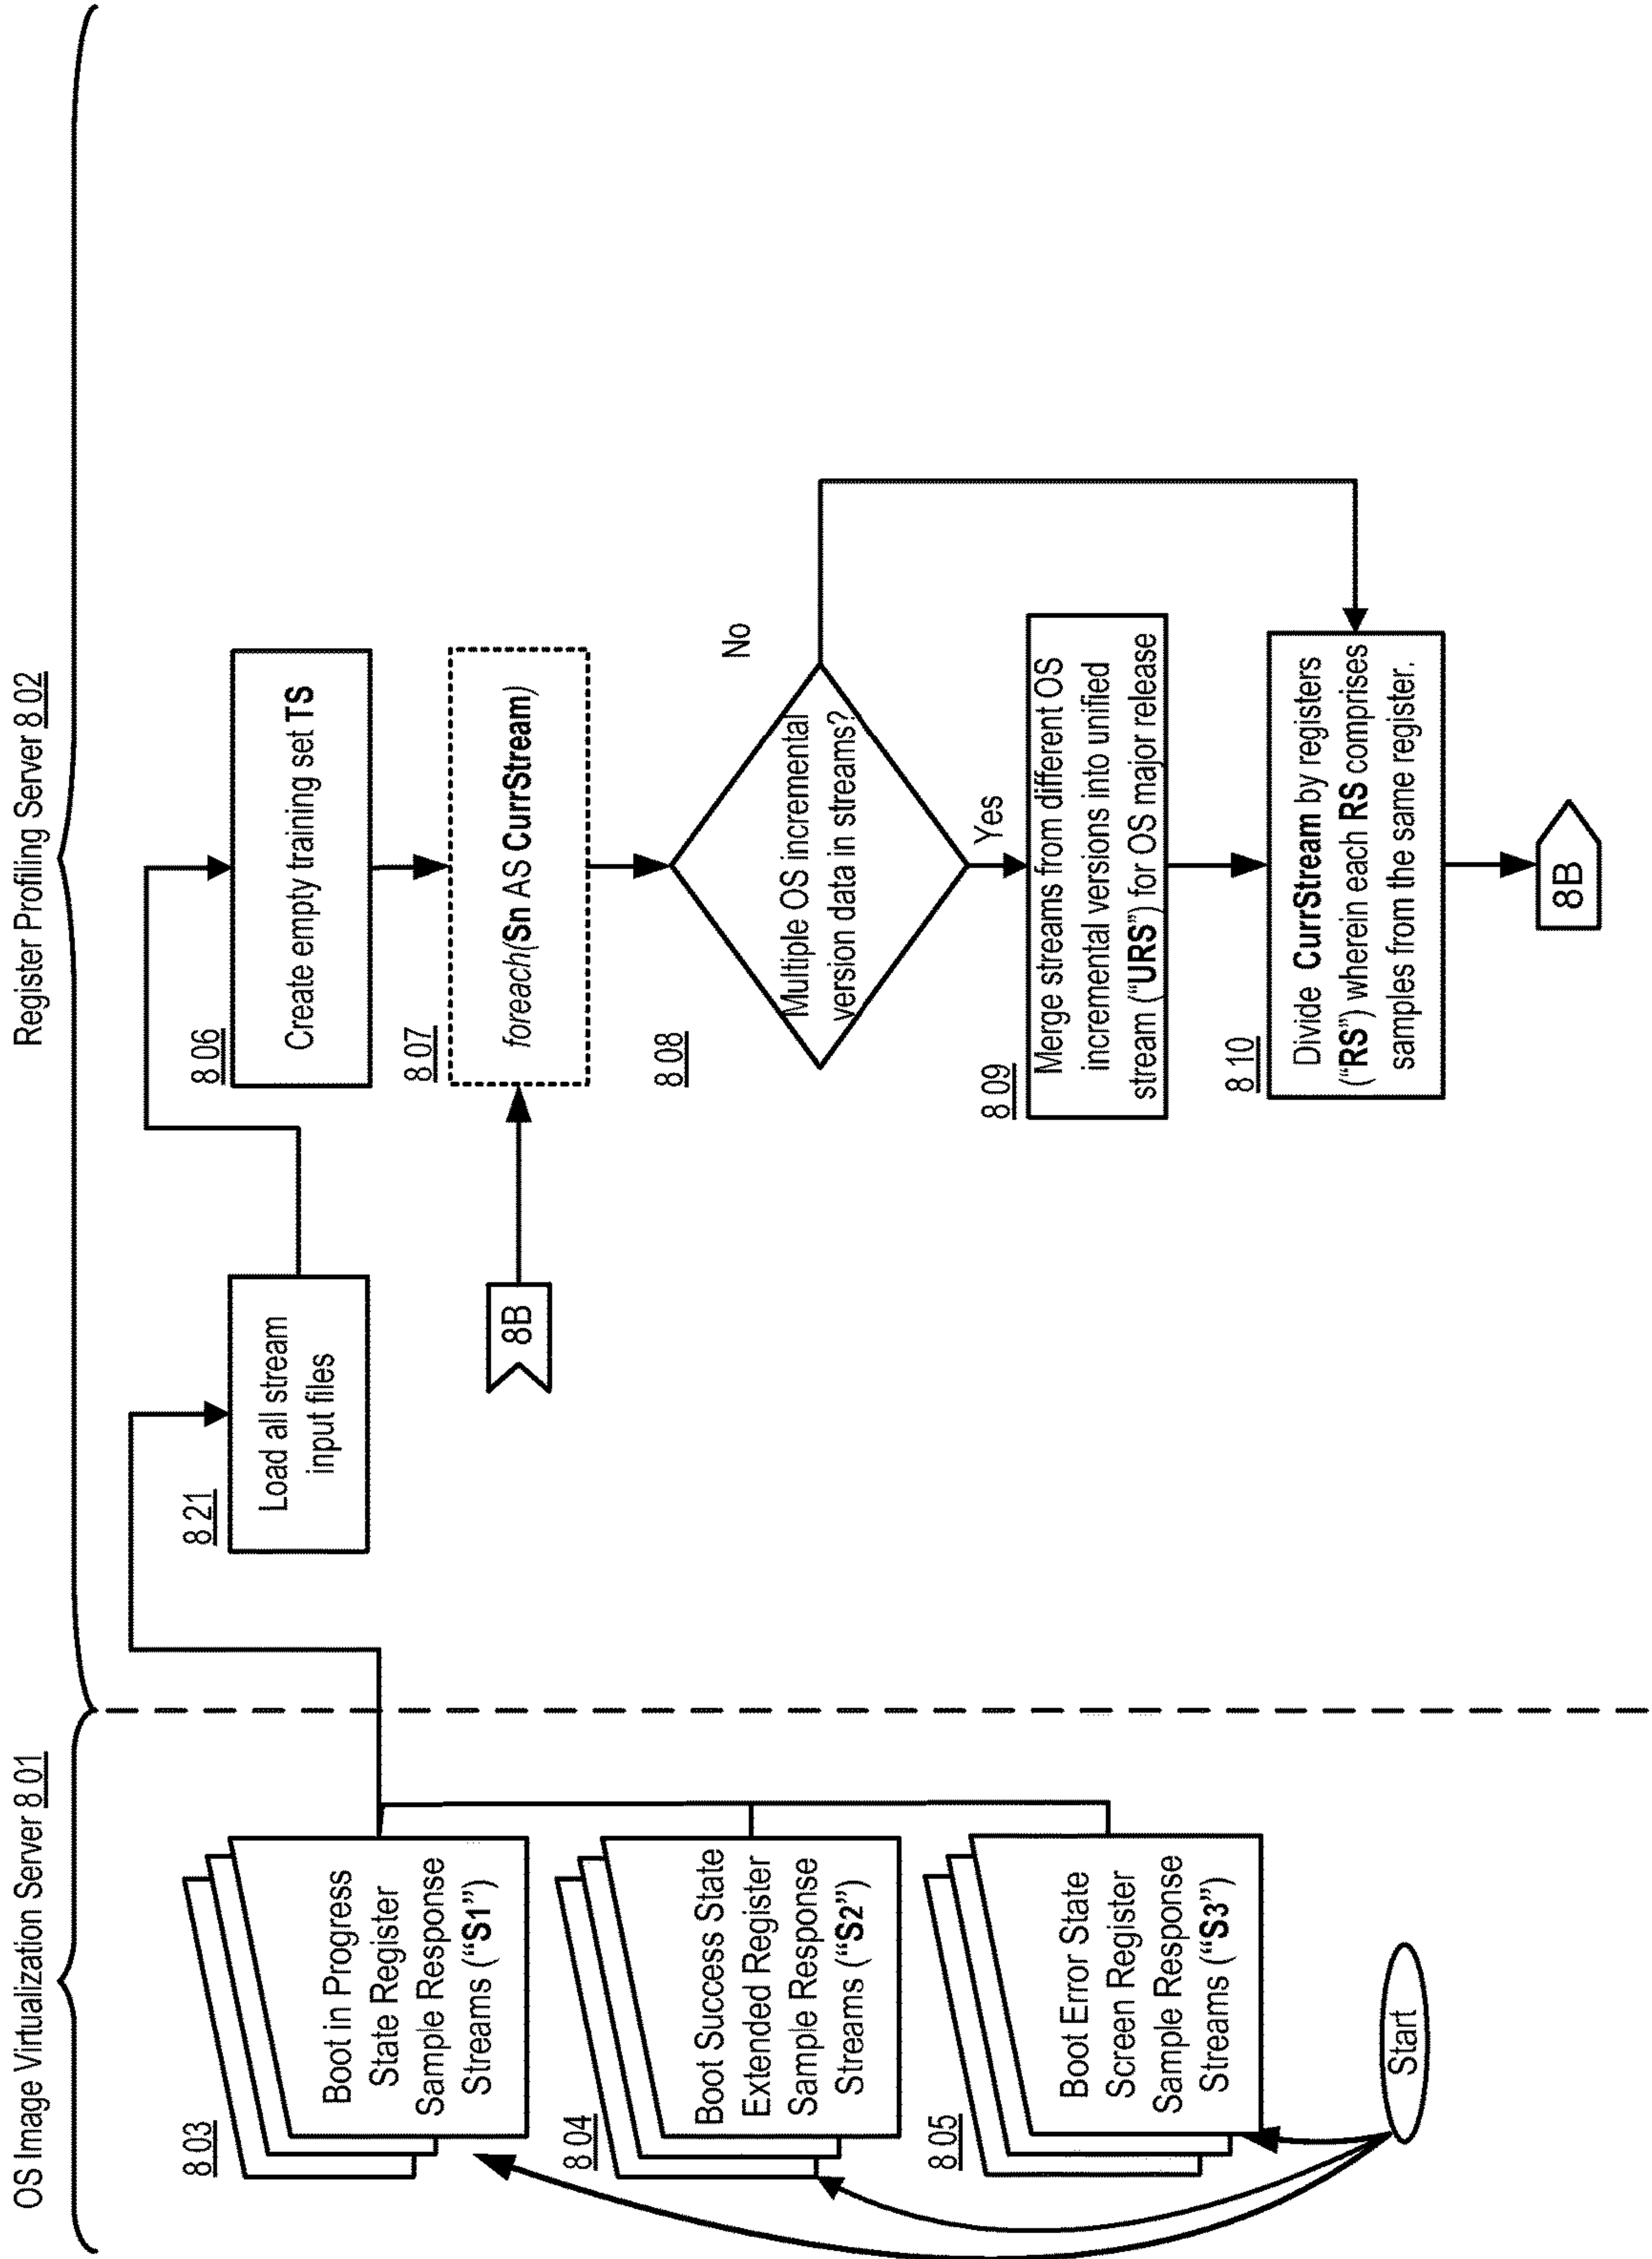 OS Image Virtualization Server 8 01
Register Profiling Server 8 02
8 03
Boot in Progress
State Register
Sample Response
Streams (“S1”)
8 04
Boot Success State
Extended Register
Sample Response
Streams (“S2”)
8 05
Boot Error State
Screen Register
Sample Response
Streams (“S3”)
Start
8 21
Load all stream
input files
8B
8 06
Create empty training set TS
8 07
foreach(Sn AS CurrStream)
8 08
Multiple OS incremental
version data in streams?
No
Yes
8 09
Merge streams from different OS
incremental versions into unified
stream (“URS”) for OS major release
8 10
Divide CurrStream by registers
(“RS”) wherein each RS comprises
samples from the same register.
8B